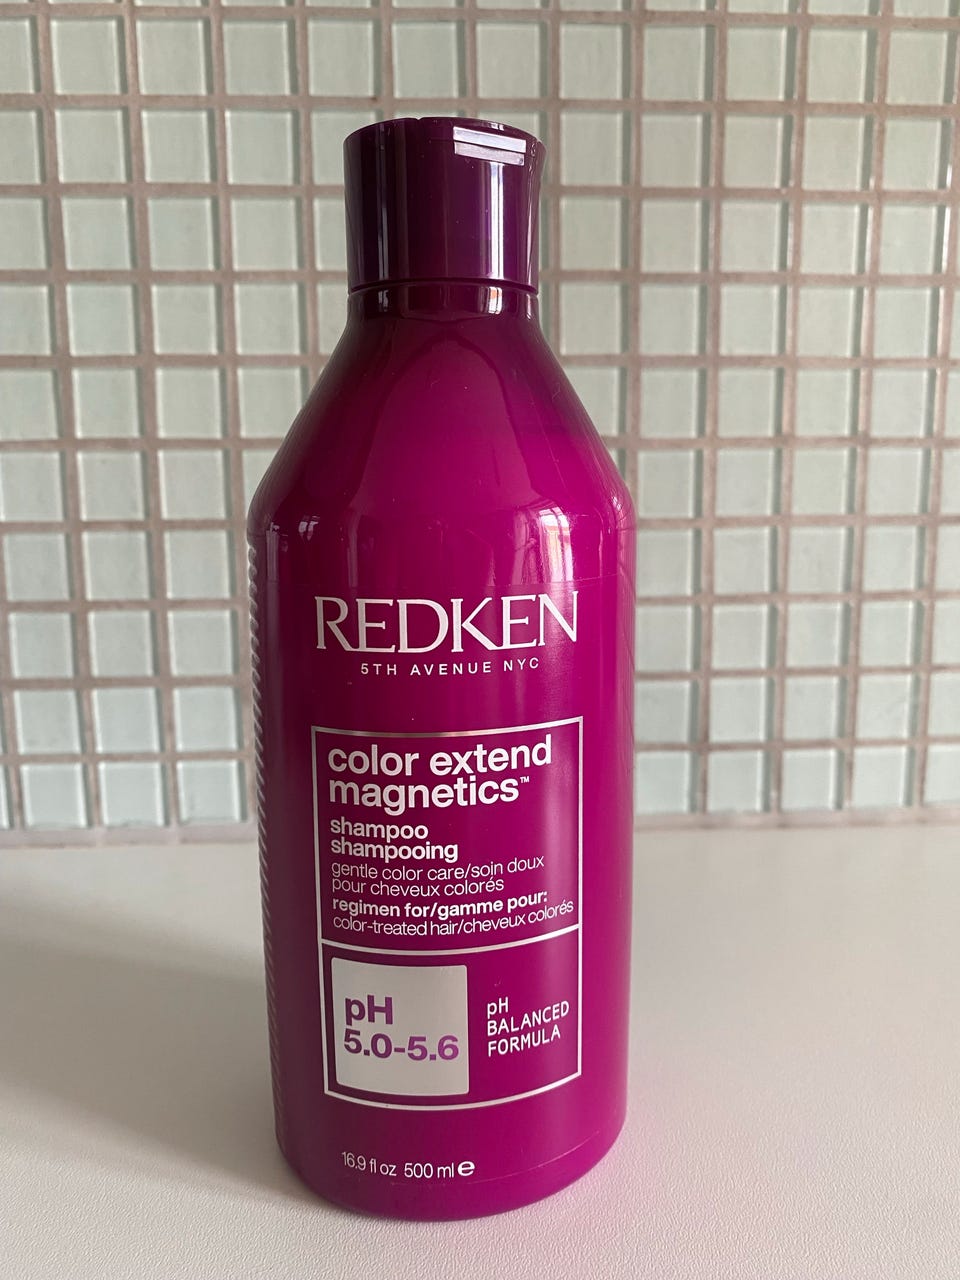 REDKEN
5TH AVENUE NYC
color extend
magnetics™
shampoo
shampooing
gentle color care/soin doux
pour cheveux colorés
regimen for/gamme pour:
color-treated hair/cheveux colorés
pH
5.0-5.6
pH
BALANCED
FORMULA
16.9 fl oz 500 ml ℮